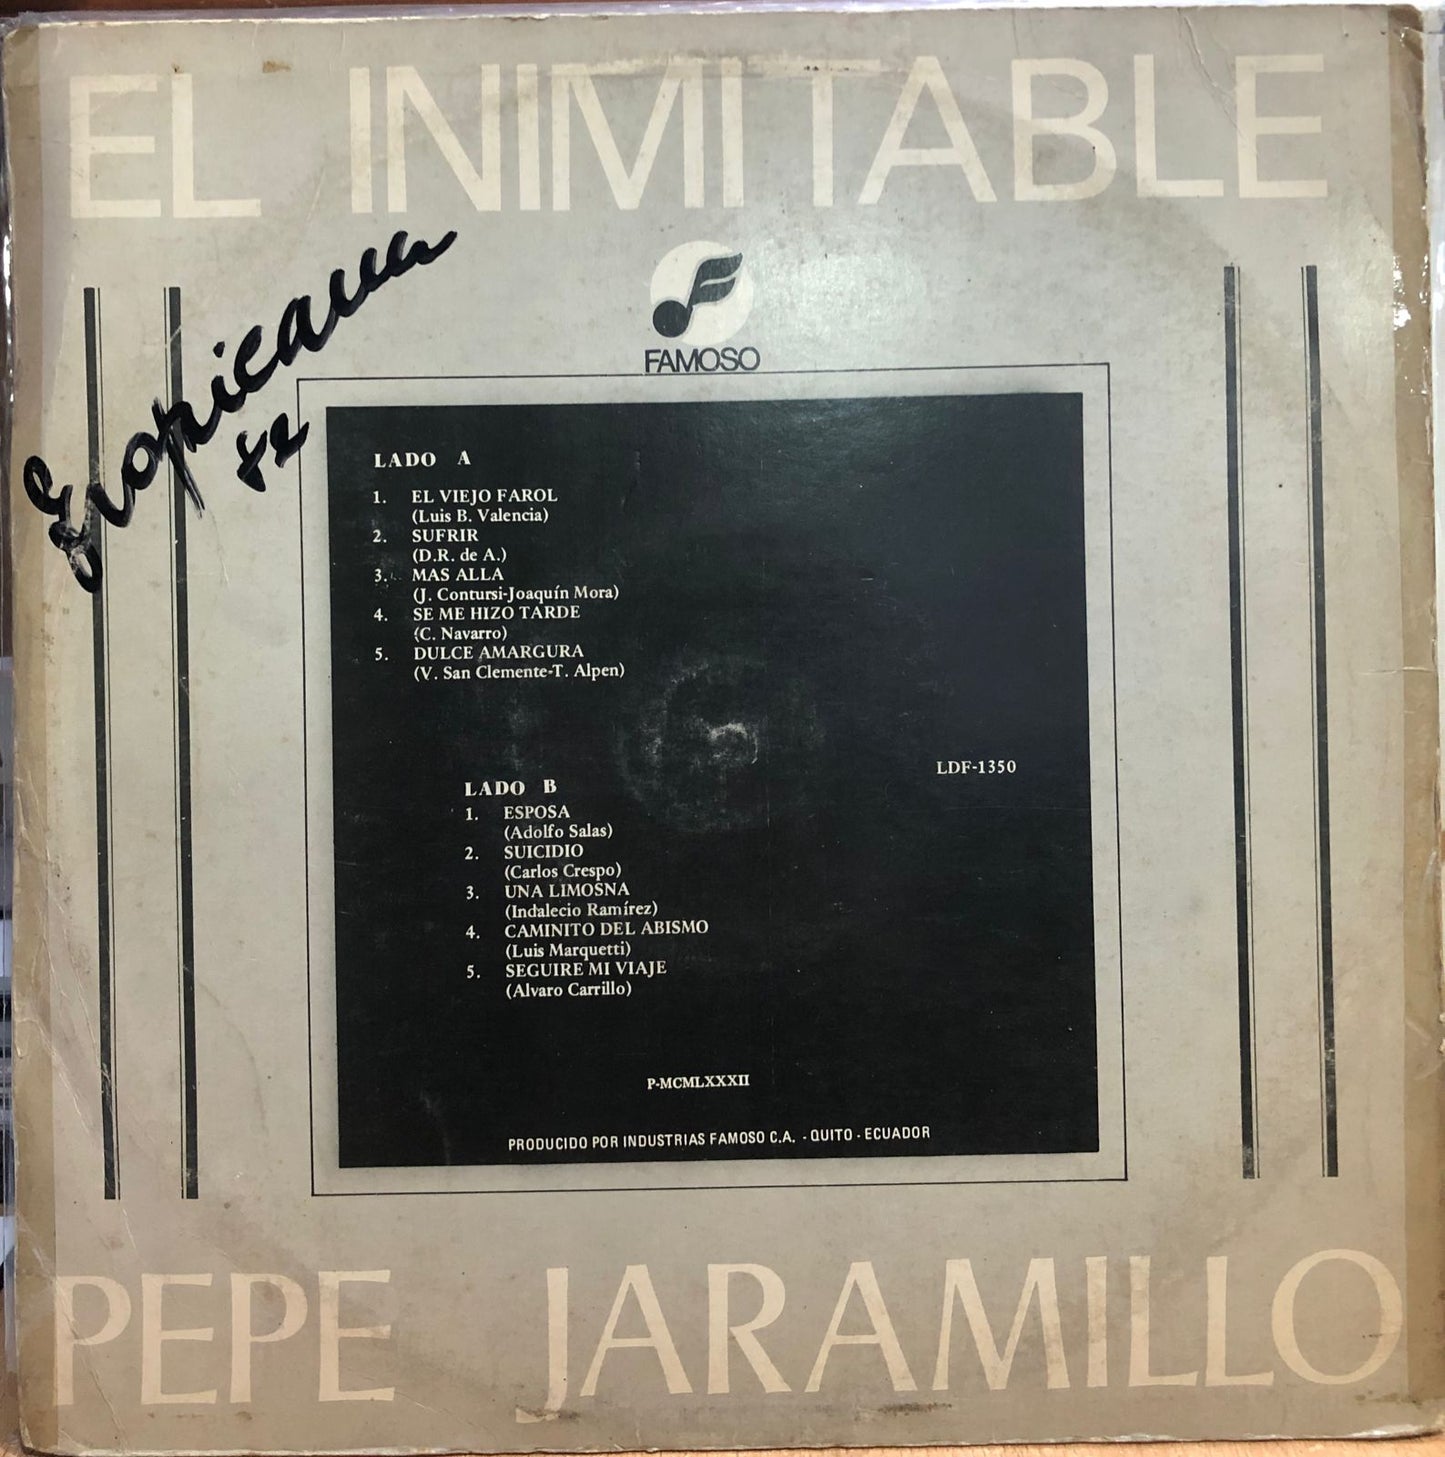 EL INIMITABLE
Tropicana
82
FAMOSO
LADO A
1. EL VIEJO FAROL
(Luis B. Valencia)
2. SUFRIR
(D.R. de A.)
3. MAS ALLA
(J. Contursi-Joaquín Mora)
4. SE ME HIZO TARDE
(C. Navarro)
5. DULCE AMARGURA
(V. San Clemente-T. Alpen)
LDF-1350
LADO B
1. ESPOSA
(Adolfo Salas)
2. SUICIDIO
(Carlos Crespo)
3. UNA LIMOSNA
(Indalecio Ramírez)
4. CAMINITO DEL ABISMO
(Luis Marquetti)
5. SEGUIRE MI VIAJE
(Alvaro Carrillo)
P-MCMLXXXII
PRODUCIDO POR INDUSTRIAS FAMOSO C.A. - QUITO - ECUADOR
PEPE JARAMILLO